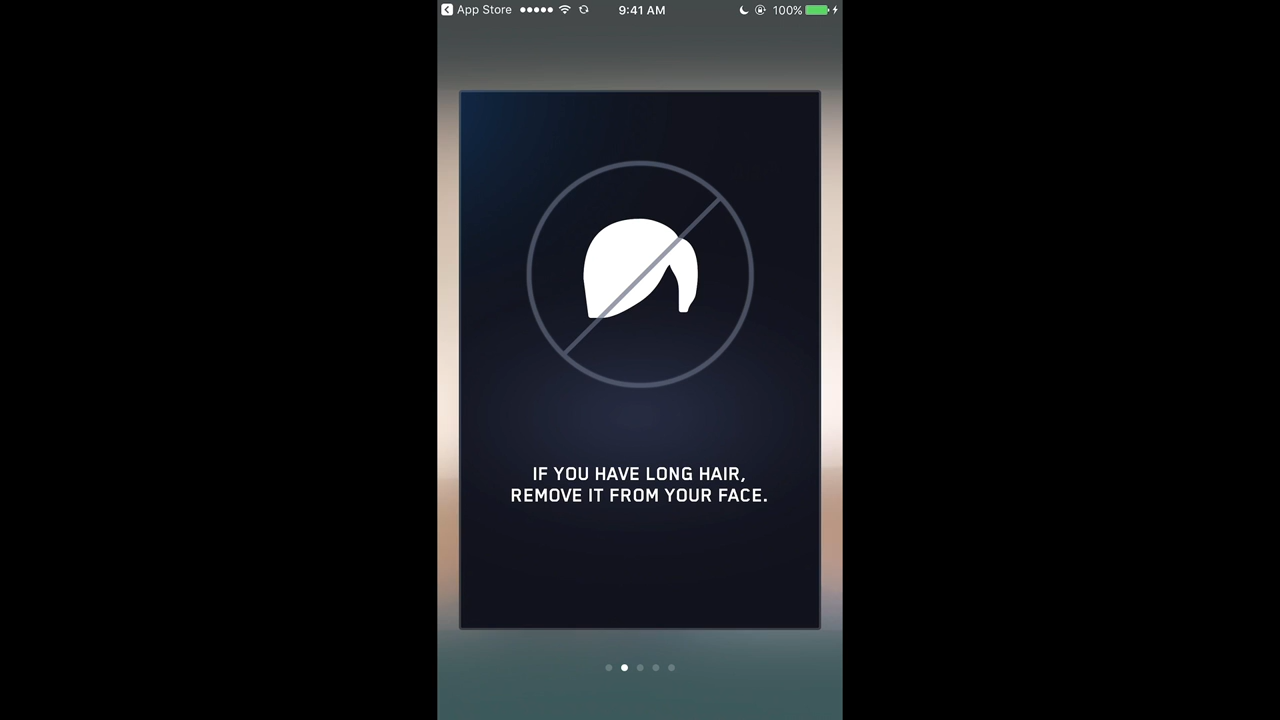 App Store 9:41 AM 100%
IF YOU HAVE LONG HAIR,
REMOVE IT FROM YOUR FACE.